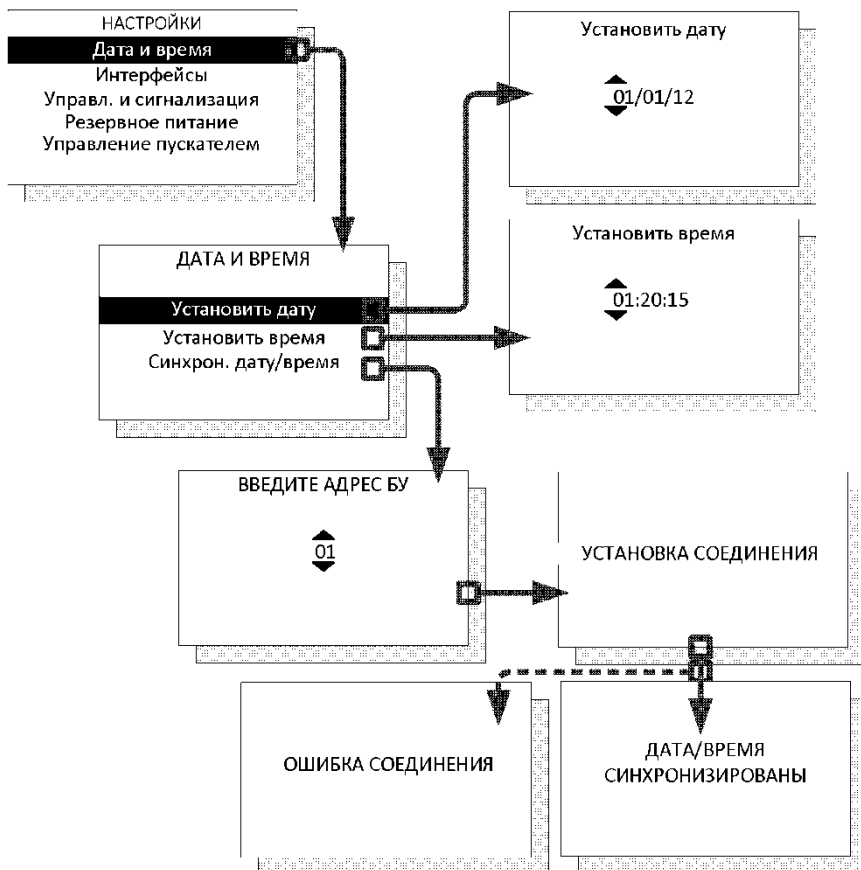 НАСТРОЙКИ
Дата и время
Интерфейсы
Управл. и сигнализация
Резервное питание
Управление пускателем
Установить дату
01/01/12
Установить время
01:20:15
ДАТА И ВРЕМЯ
Установить дату
Установить время
Синхрон. дату/время
ВВЕДИТЕ АДРЕС БУ
01
УСТАНОВКА СОЕДИНЕНИЯ
ОШИБКА СОЕДИНЕНИЯ
ДАТА/ВРЕМЯ
СИНХРОНИЗИРОВАНЫ